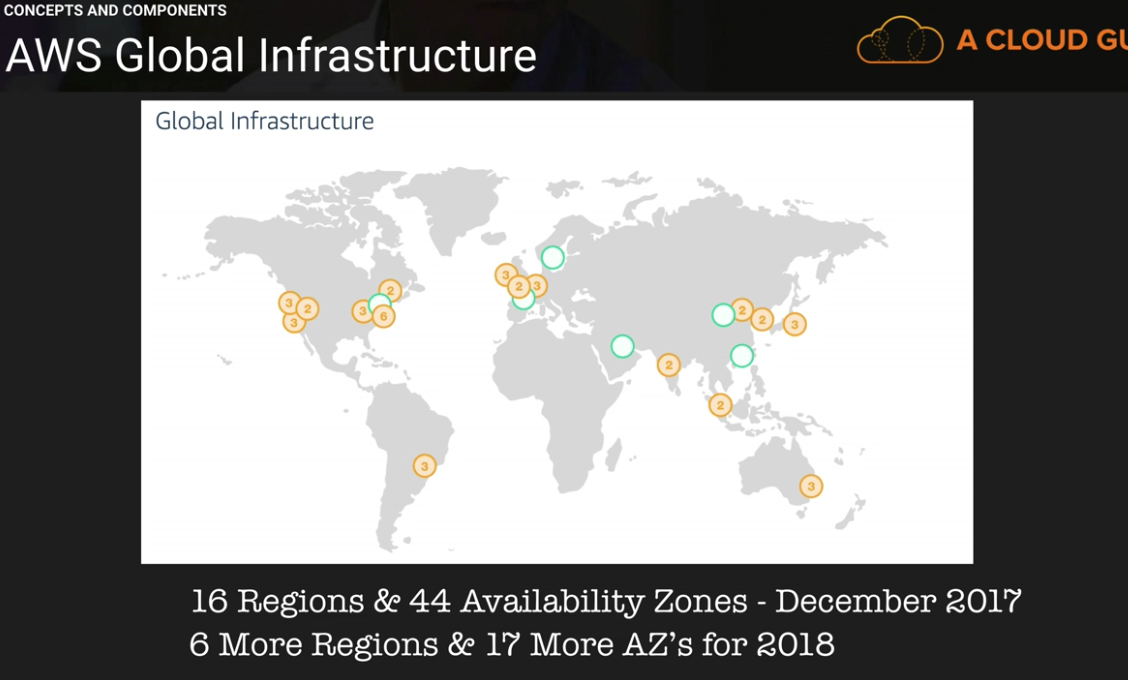 CONCEPTS AND COMPONENTS
AWS Global Infrastructure
A CLOUD GU
Global Infrastructure
3
2
3
2
3
6
3
2
3
2
2
3
2
2
3
3
16 Regions & 44 Availability Zones - December 2017
6 More Regions & 17 More AZ's for 2018